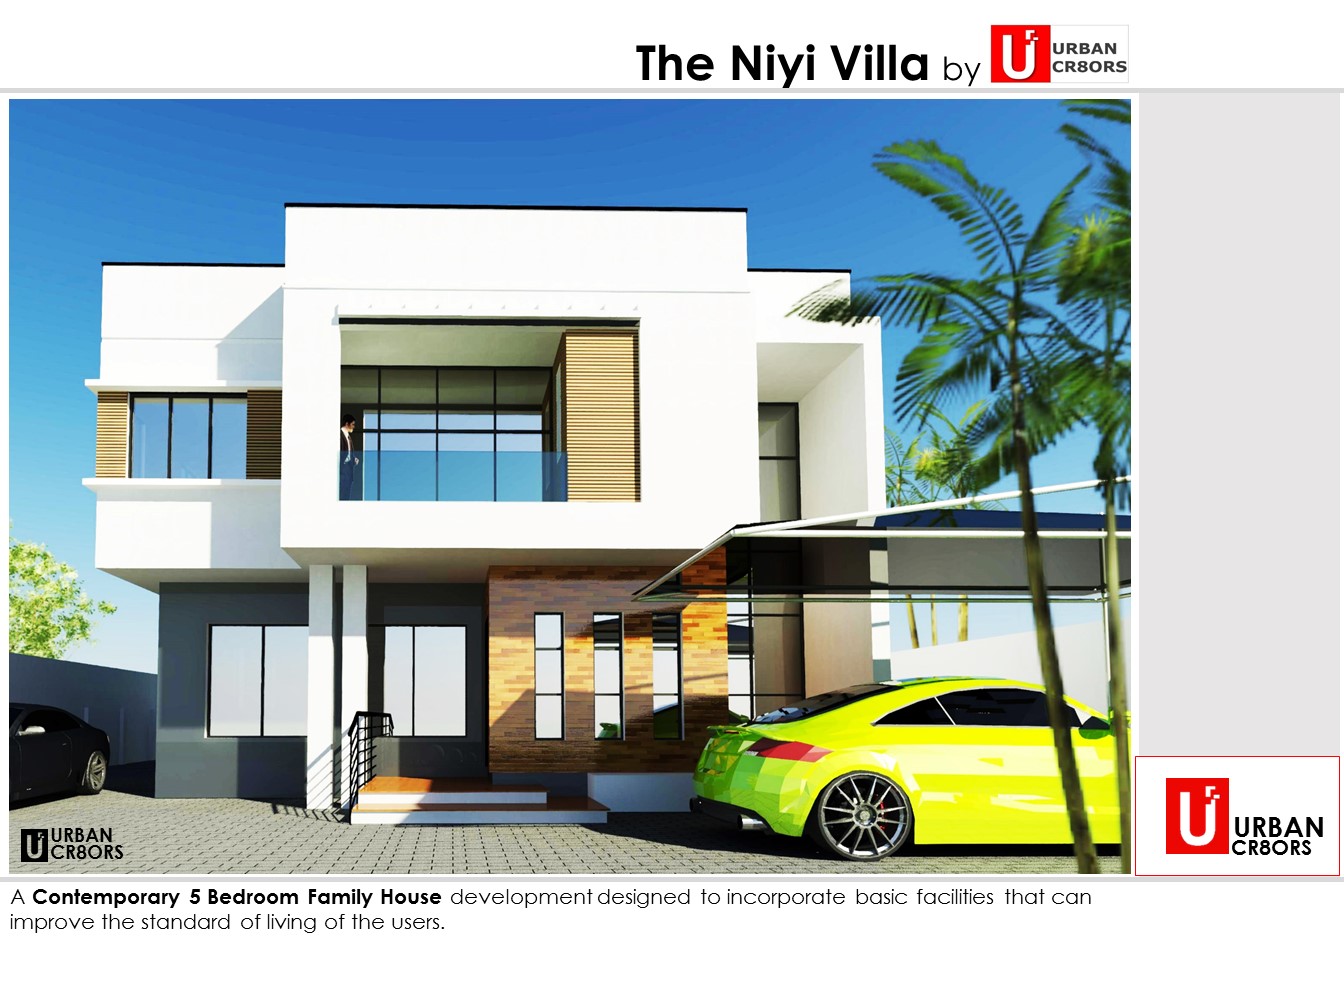 The Niyi Villa by U URBAN
CR8ORS
U URBAN
CR8ORS
U URBAN
CR8ORS
A Contemporary 5 Bedroom Family House development designed to incorporate basic facilities that can
improve the standard of living of the users.